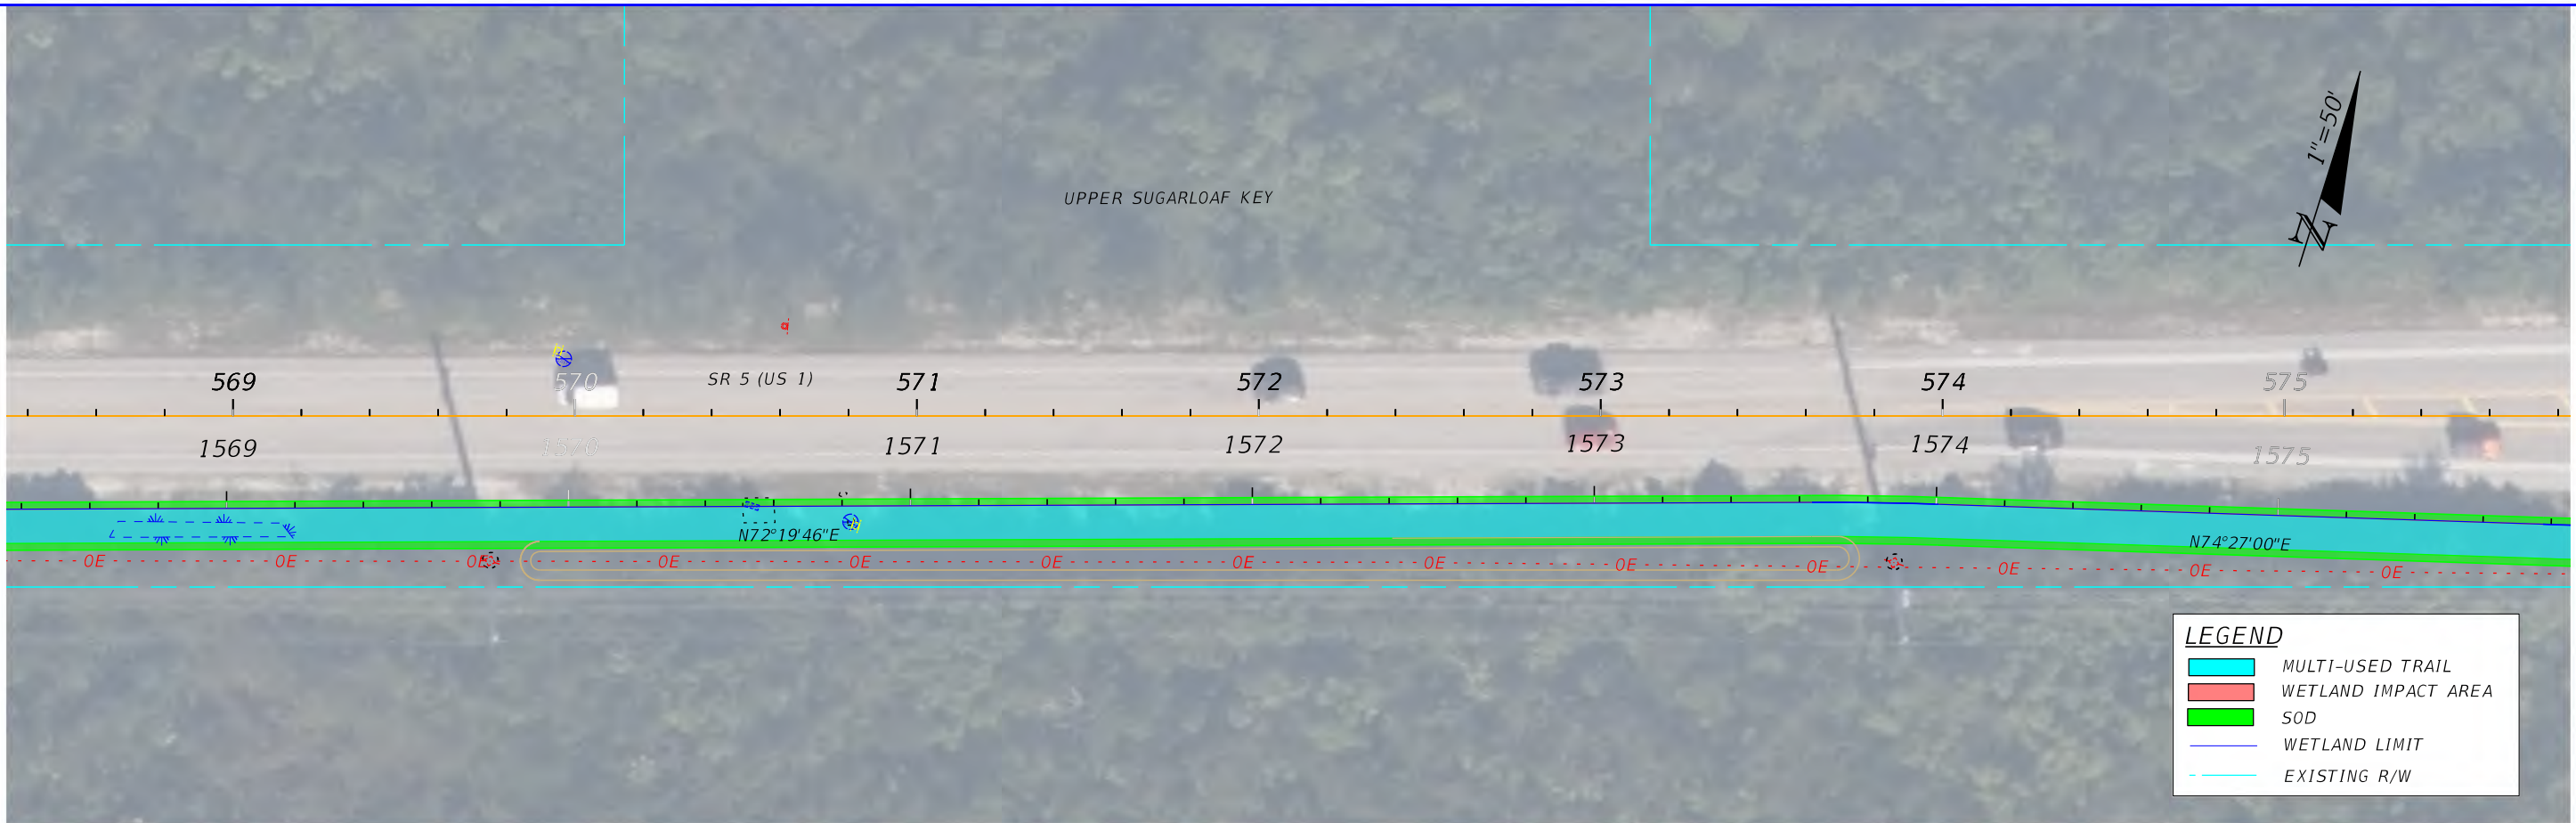 1"=50'
N
UPPER SUGARLOAF KEY
569
570
SR 5 (US 1)
571
572
573
574
575
1569
1570
1571
1572
1573
1574
1575
N72°19'46"E
N74°27'00"E
OE OE OE OE OE OE OE OE OE OE OE OE OE
LEGEND
MULTI-USED TRAIL
WETLAND IMPACT AREA
SOD
WETLAND LIMIT
EXISTING R/W